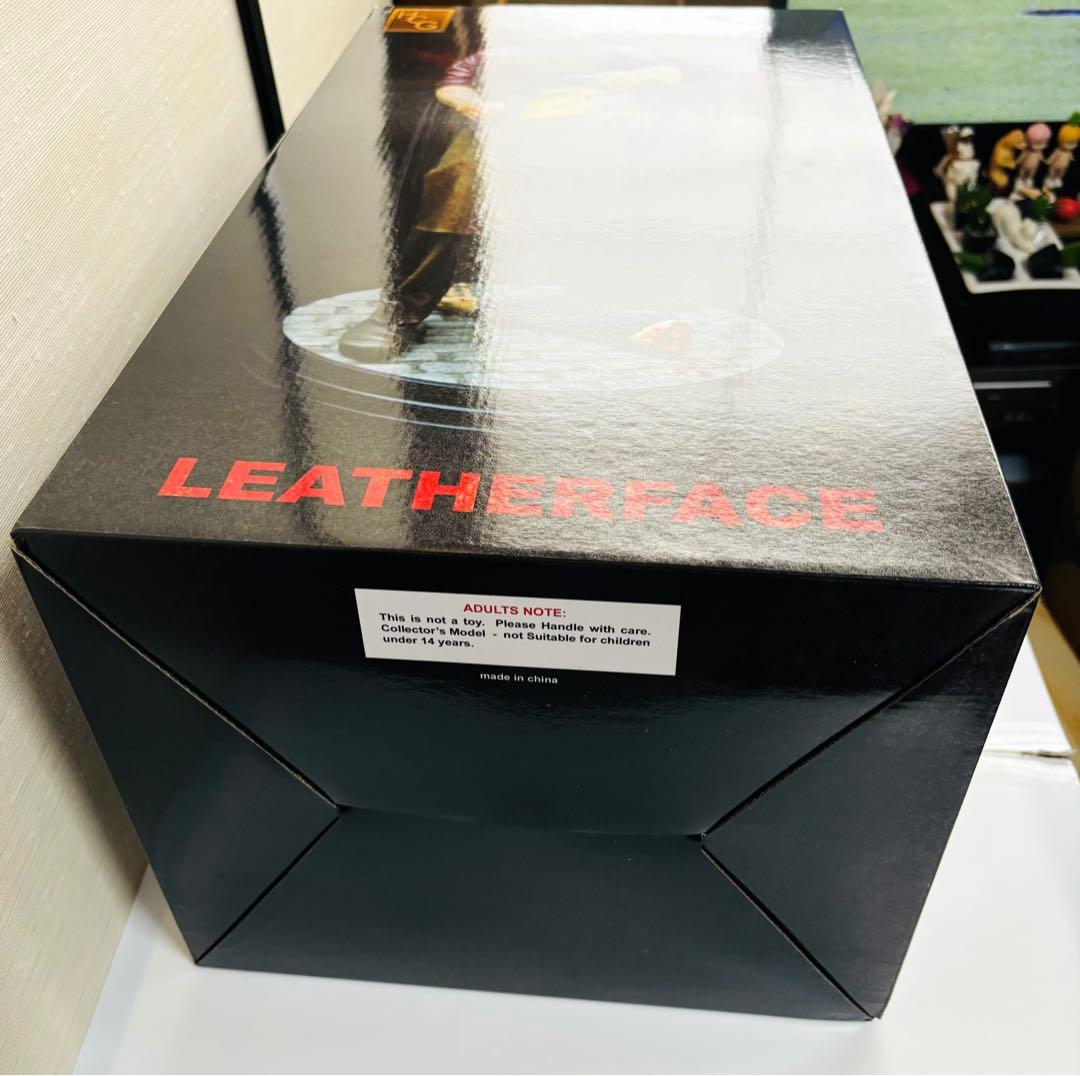 HCG
LEATHERFACE
ADULTS NOTE:
This is not a toy. Please Handle with care.
Collector's Model - not Suitable for children
under 14 years.
made in china